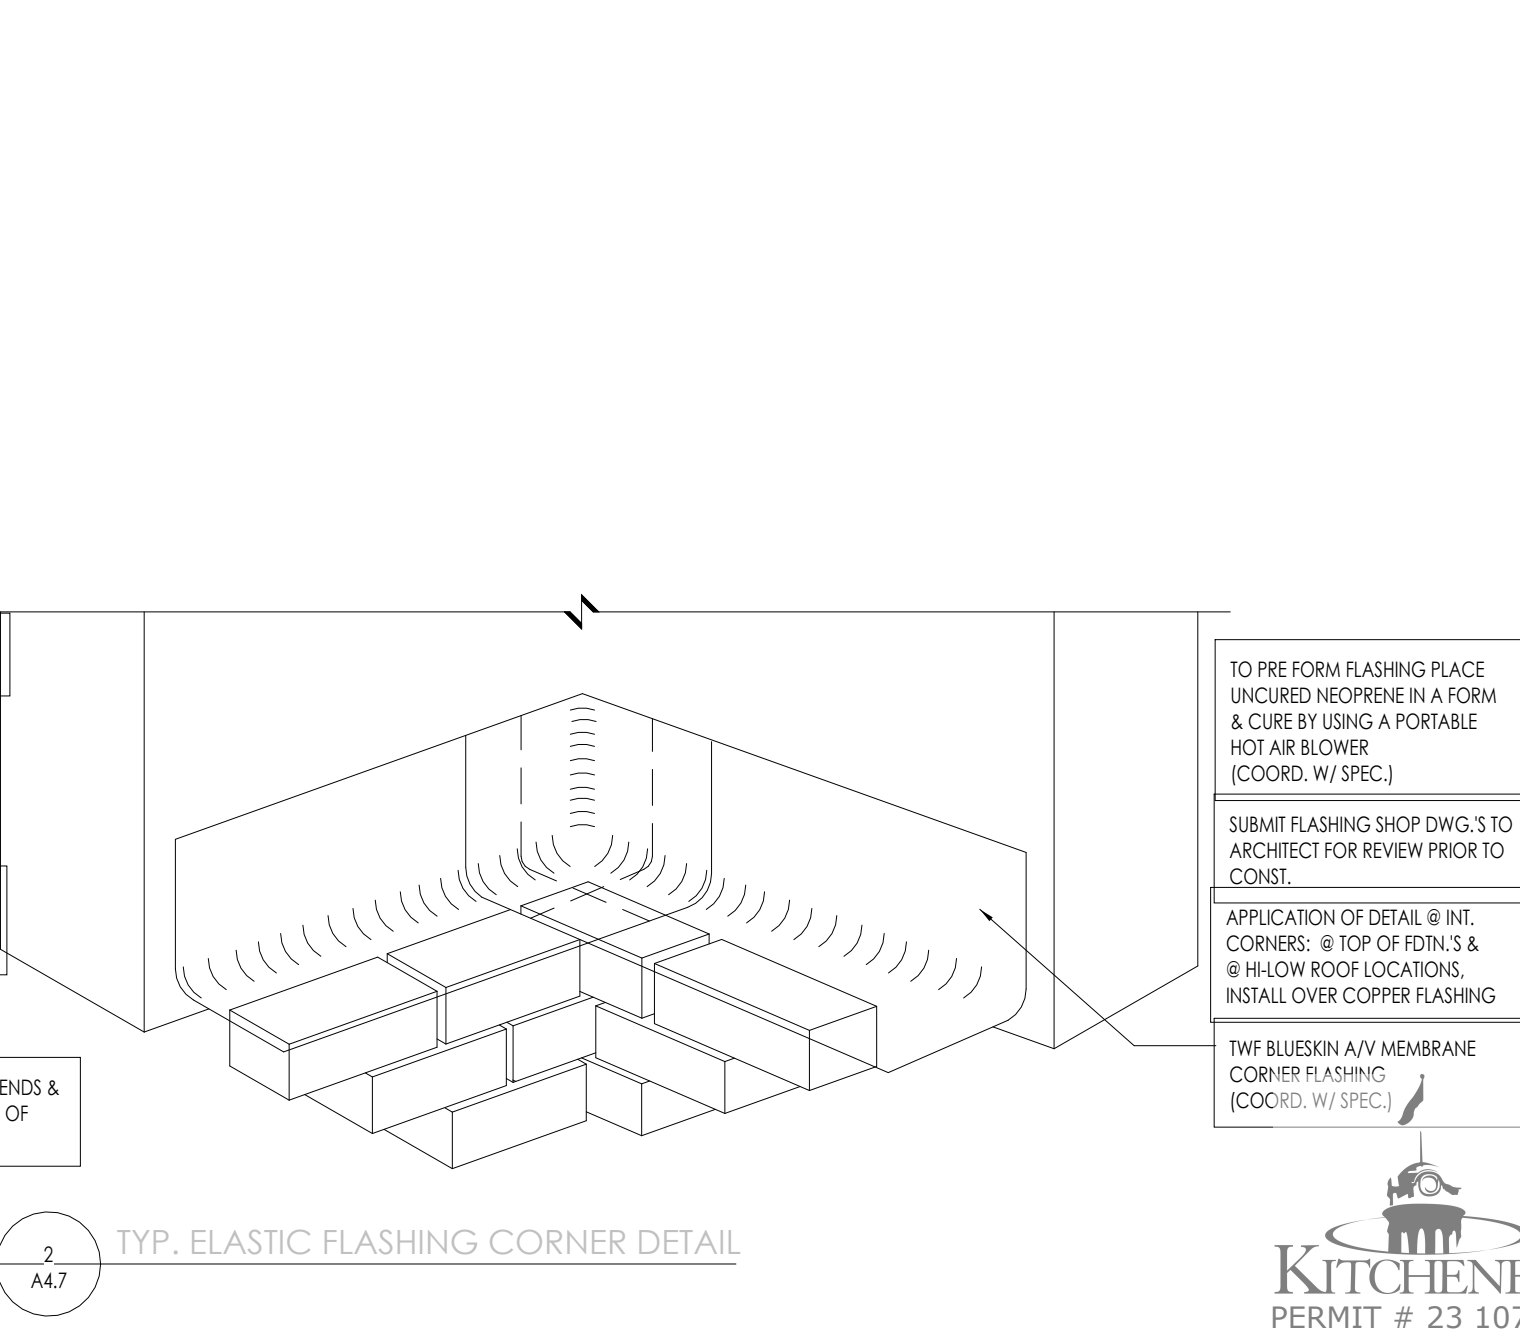 TO PRE FORM FLASHING PLACE
UNCURED NEOPRENE IN A FORM
& CURE BY USING A PORTABLE
HOT AIR BLOWER
(COORD. W/ SPEC.)
SUBMIT FLASHING SHOP DWG.'S TO
ARCHITECT FOR REVIEW PRIOR TO
CONST.
APPLICATION OF DETAIL @ INT.
CORNERS: @ TOP OF FDTN.'S &
@ HI-LOW ROOF LOCATIONS,
INSTALL OVER COPPER FLASHING
TWF BLUESKIN A/V MEMBRANE
CORNER FLASHING
(COORD. W/ SPEC.)
ENDS &
OF
2
A4.7
TYP. ELASTIC FLASHING CORNER DETAIL
KITCHENE
PERMIT # 23 107